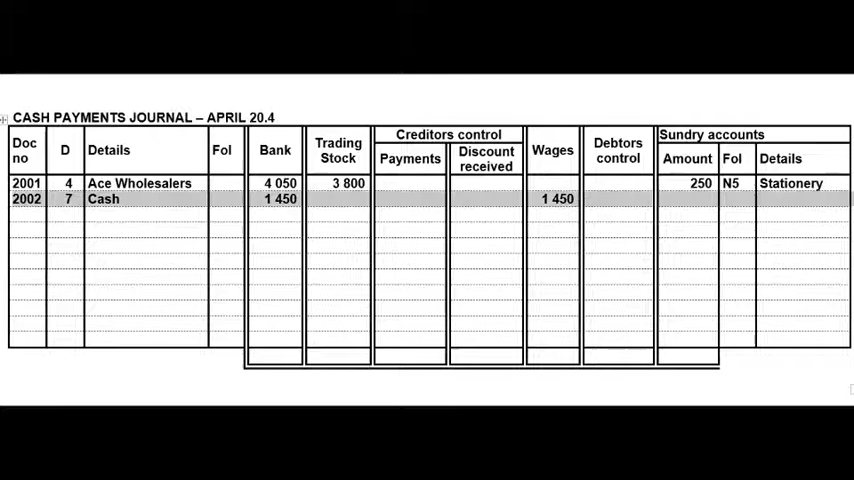 CASH PAYMENTS JOURNAL – APRIL 20.4
Doc no D Details Fol Bank Trading Stock Creditors control Payments Discount received Wages Debtors control Sundry accounts Amount Fol Details
2001 4 Ace Wholesalers 4 050 3 800 250 N5 Stationery
2002 7 Cash 1 450 1 450